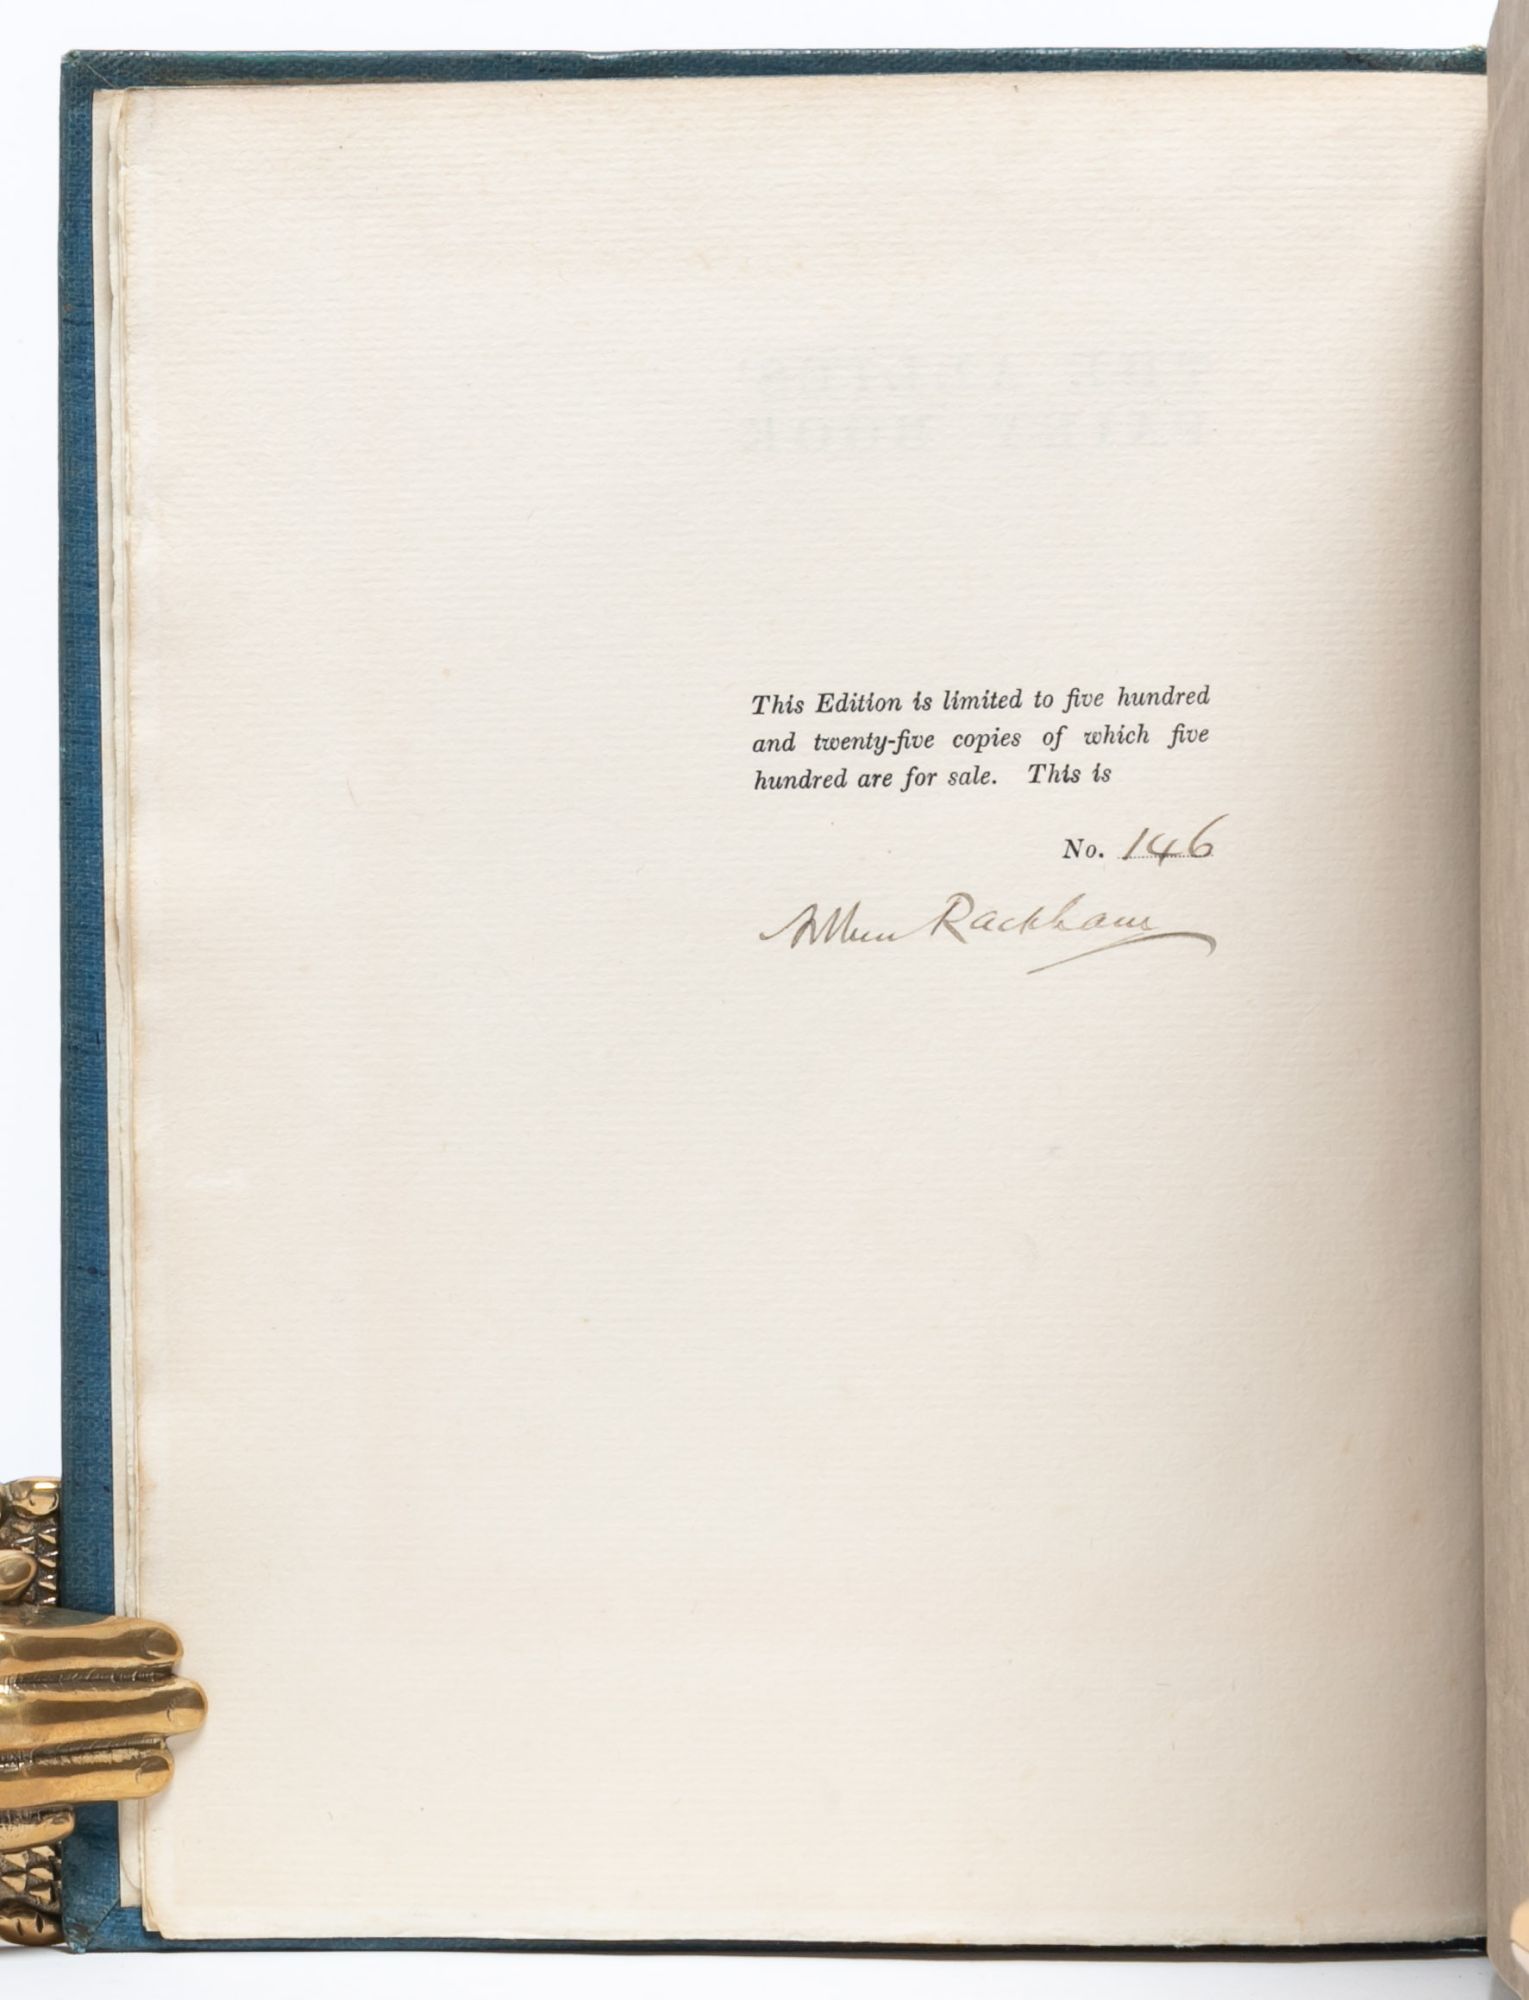 This Edition is limited to five hundred
and twenty-five copies of which five
hundred are for sale. This is
No. 146
Arthur Rackham